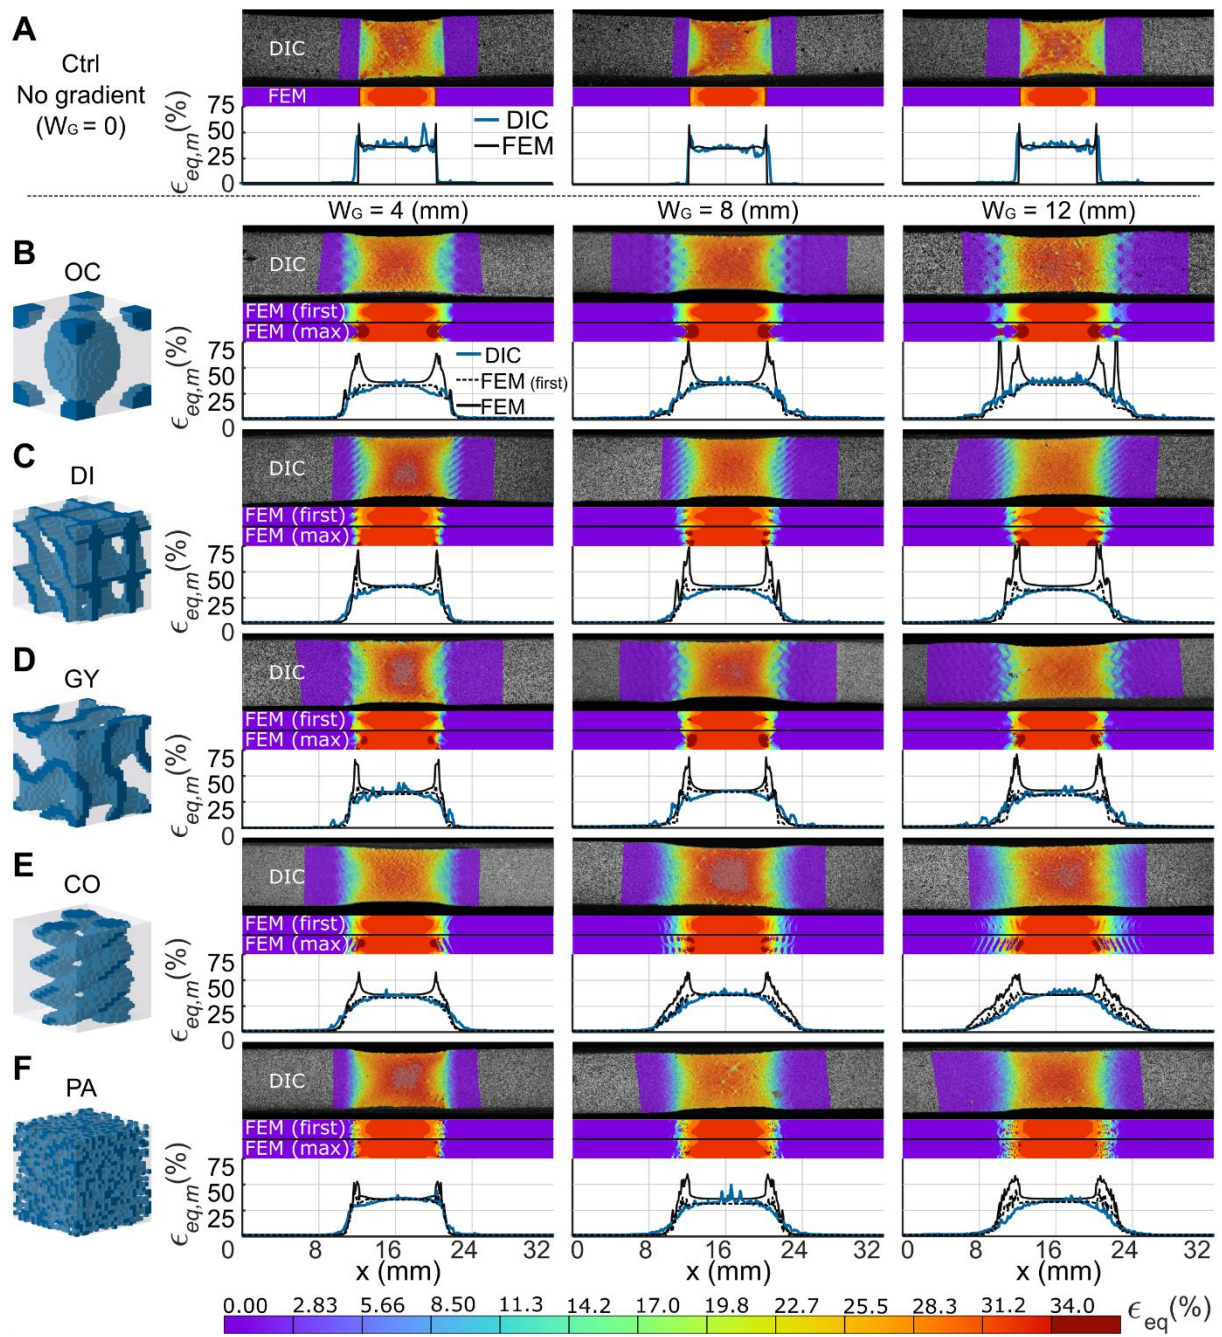 A
Ctrl
No gradient
(WG = 0)
DIC
FEM
ϵeq,m(%)
75
50
25
0
DIC
FEM
WG = 4 (mm)
WG = 8 (mm)
WG = 12 (mm)
B
OC
DIC
FEM (first)
FEM (max)
ϵeq,m(%)
75
50
25
0
DIC
FEM (first)
FEM
C
DI
DIC
FEM (first)
FEM (max)
ϵeq,m(%)
75
50
25
0
D
GY
DIC
FEM (first)
FEM (max)
ϵeq,m(%)
75
50
25
0
E
CO
DIC
FEM (first)
FEM (max)
ϵeq,m(%)
75
50
25
0
F
PA
DIC
FEM (first)
FEM (max)
ϵeq,m(%)
75
50
25
0
8 16 24 32
0 8 16 24 32
0 8 16 24 32
x (mm)
x (mm)
x (mm)
0.00 2.83 5.66 8.50 11.3 14.2 17.0 19.8 22.7 25.5 28.3 31.2 34.0 ϵeq(%)